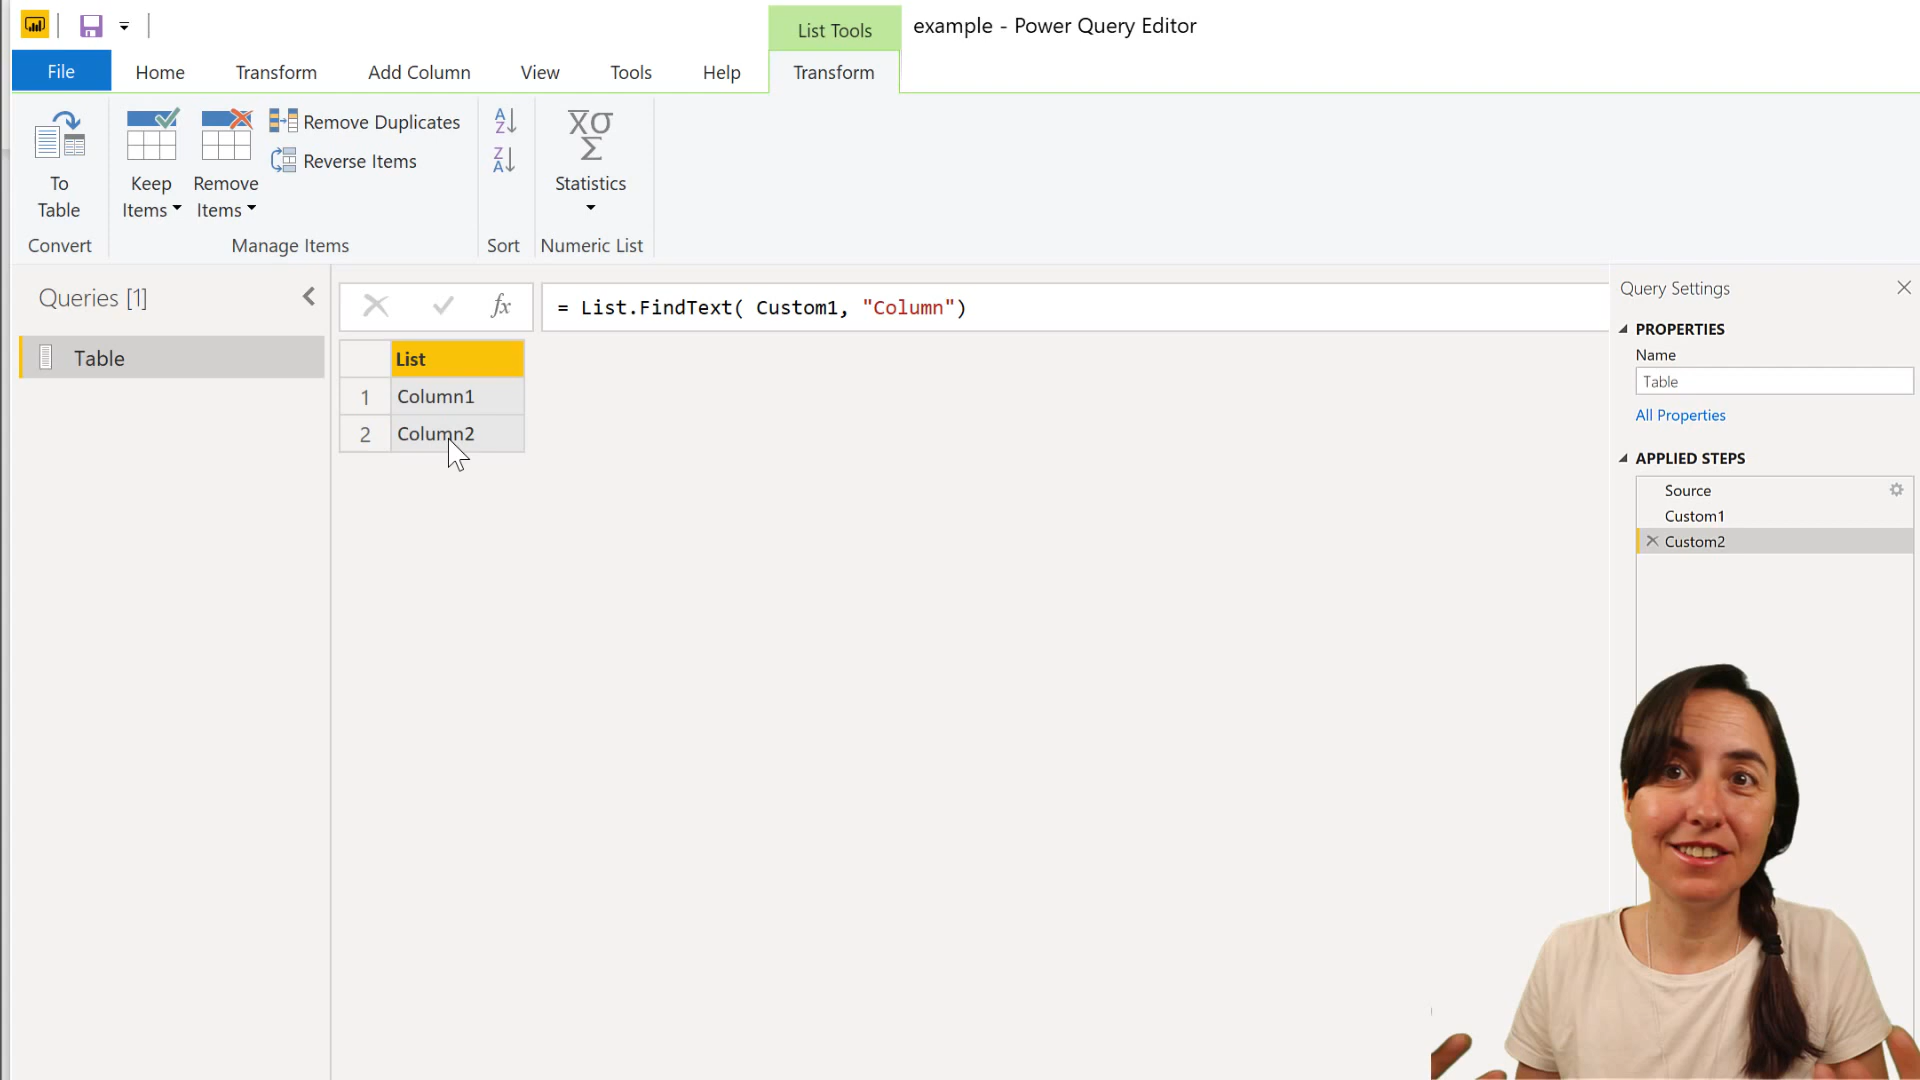 example - Power Query Editor
List Tools
File
Home
Transform
Add Column
View
Tools
Help
Transform
To
Table
Keep
Items
Remove
Items
Remove Duplicates
Reverse Items
A
Z
Z
A
X̅σ
Σ
Statistics
Convert
Manage Items
Sort
Numeric List
Queries [1]
Table
fx
= List.FindText( Custom1, "Column")
List
1 Column1
2 Column2
Query Settings
PROPERTIES
Name
Table
All Properties
APPLIED STEPS
Source
Custom1
Custom2